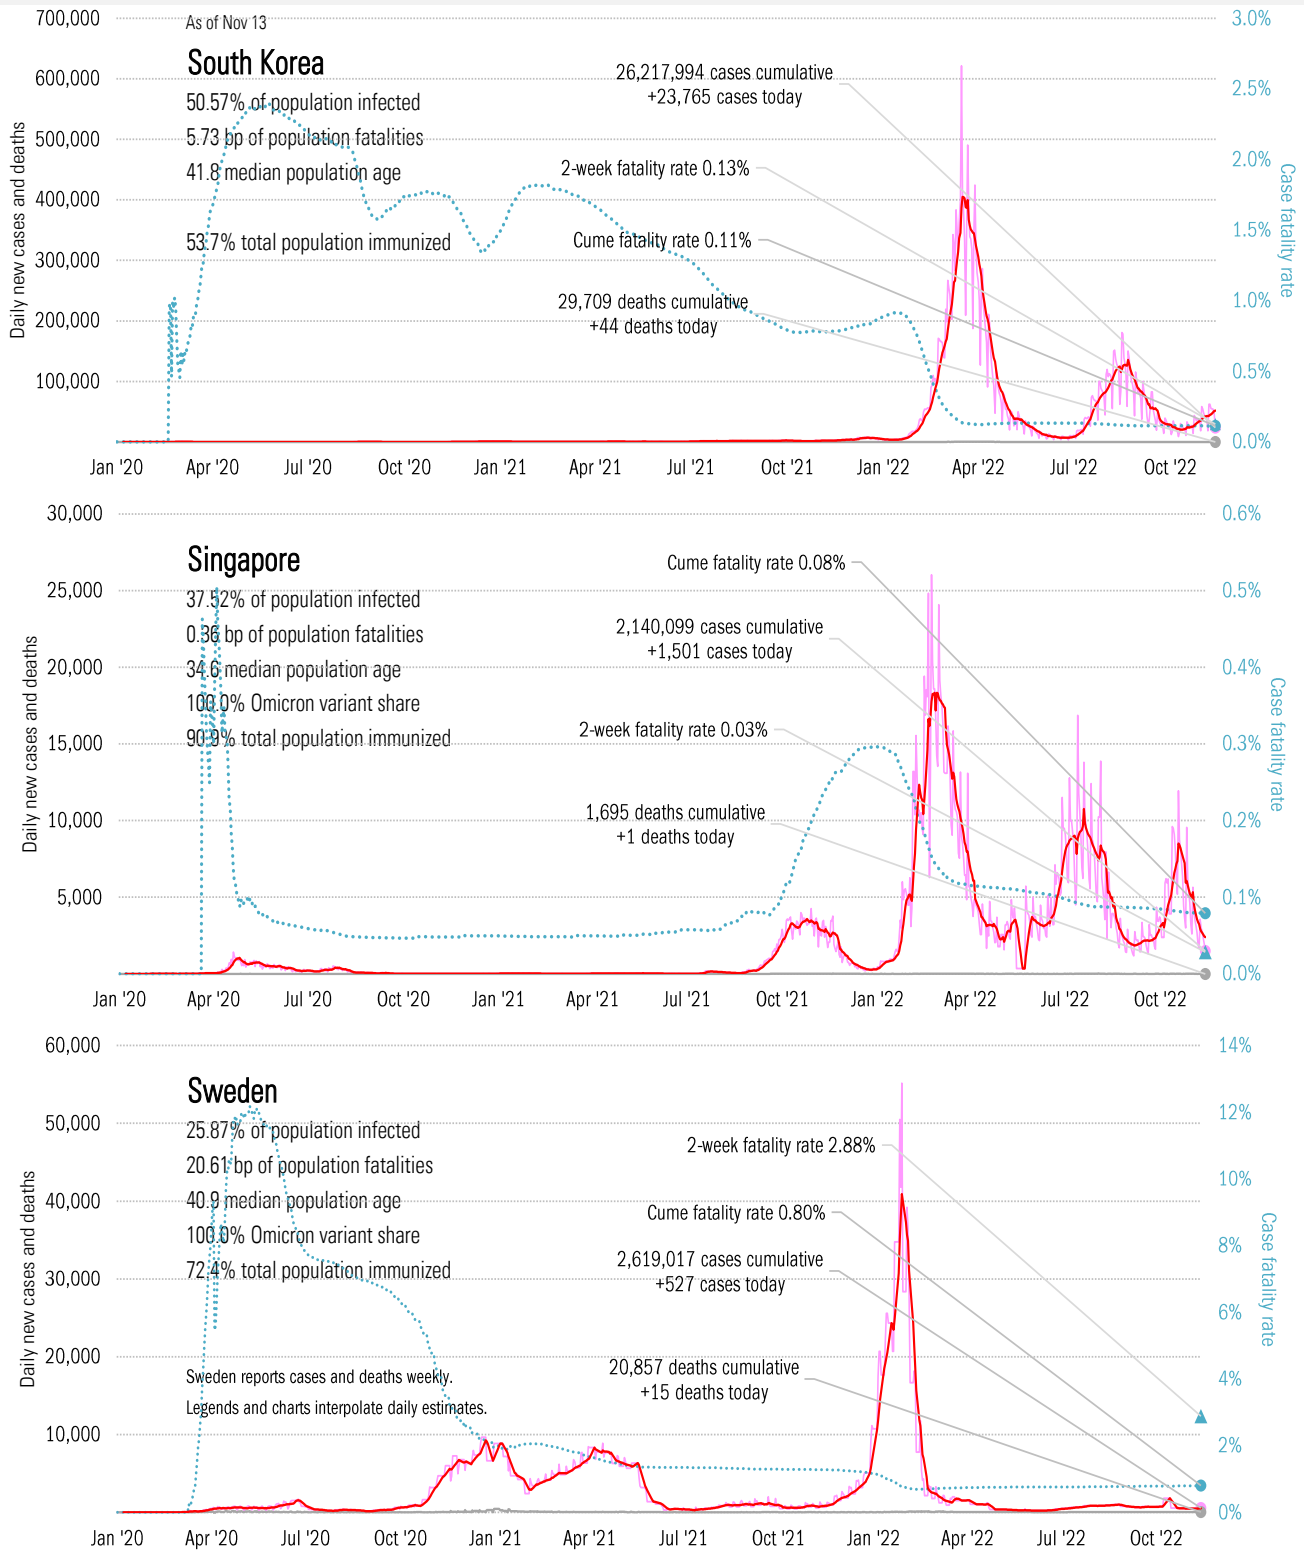 700,000
600,000
500,000
400,000
300,000
200,000
100,000
Daily new cases and deaths
As of Nov 13
South Korea
50.57% of population infected
5.73 bp of population fatalities
41.8 median population age
53.7% total population immunized
26,217,994 cases cumulative
+23,765 cases today
2-week fatality rate 0.13%
Cume fatality rate 0.11%
29,709 deaths cumulative
+44 deaths today
3.0%
2.5%
2.0%
1.5%
1.0%
0.5%
0.0%
Case fatality rate
Jan '20 Apr '20 Jul '20 Oct '20 Jan '21 Apr '21 Jul '21 Oct '21 Jan '22 Apr '22 Jul '22 Oct '22
30,000
25,000
20,000
15,000
10,000
5,000
Daily new cases and deaths
Singapore
37.52% of population infected
0.36 bp of population fatalities
34.6 median population age
100.0% Omicron variant share
90.9% total population immunized
Cume fatality rate 0.08%
2,140,099 cases cumulative
+1,501 cases today
2-week fatality rate 0.03%
1,695 deaths cumulative
+1 deaths today
0.6%
0.5%
0.4%
0.3%
0.2%
0.1%
0.0%
Case fatality rate
Jan '20 Apr '20 Jul '20 Oct '20 Jan '21 Apr '21 Jul '21 Oct '21 Jan '22 Apr '22 Jul '22 Oct '22
60,000
50,000
40,000
30,000
20,000
10,000
Daily new cases and deaths
Sweden
25.87% of population infected
20.61 bp of population fatalities
40.9 median population age
100.0% Omicron variant share
72.4% total population immunized
Sweden reports cases and deaths weekly.
Legends and charts interpolate daily estimates.
2-week fatality rate 2.88%
Cume fatality rate 0.80%
2,619,017 cases cumulative
+527 cases today
20,857 deaths cumulative
+15 deaths today
14%
12%
10%
8%
6%
4%
2%
0%
Case fatality rate
Jan '20 Apr '20 Jul '20 Oct '20 Jan '21 Apr '21 Jul '21 Oct '21 Jan '22 Apr '22 Jul '22 Oct '22